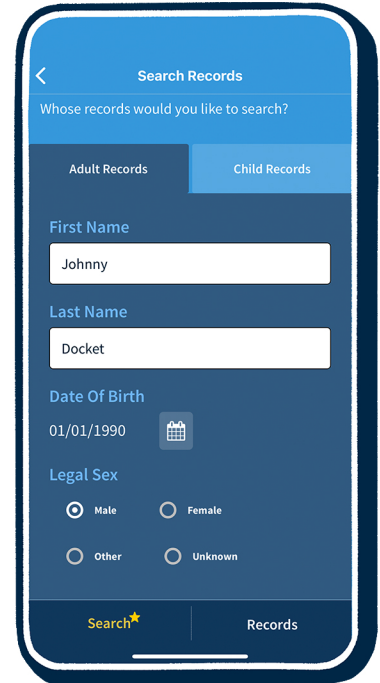 Search Records
Whose records would you like to search?
Adult Records Child Records
First Name
Johnny
Last Name
Docket
Date Of Birth
01/01/1990
Legal Sex
Male Female
Other Unknown
Search Records